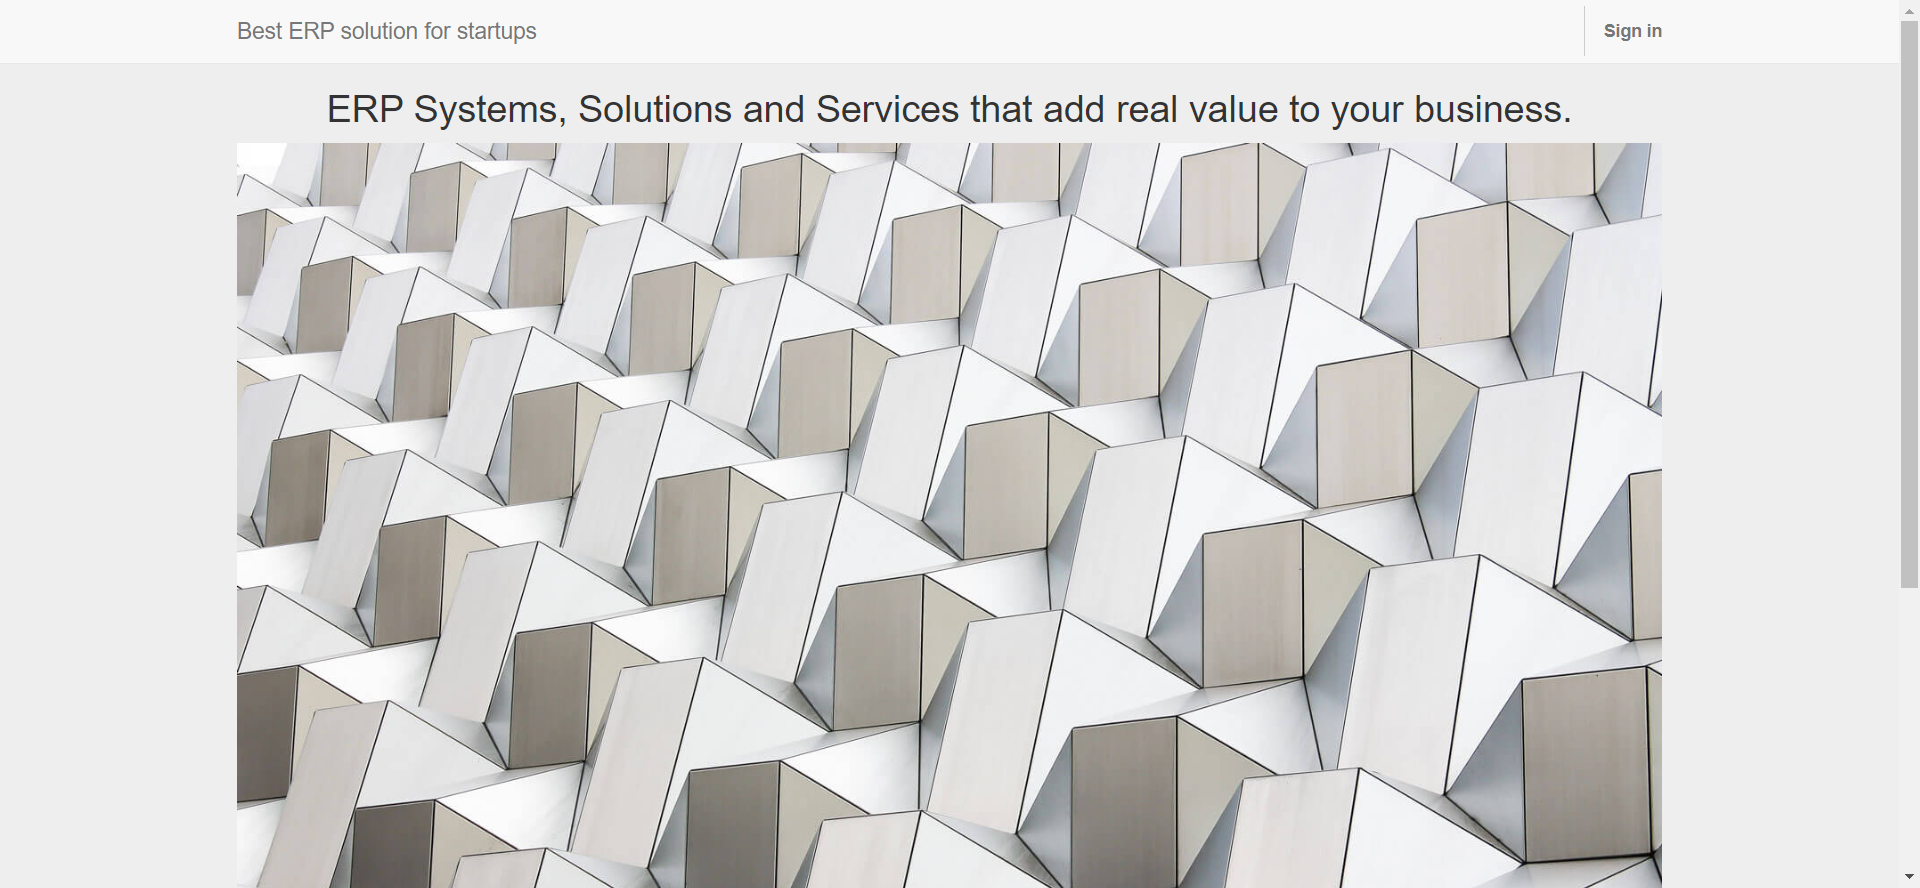 Best ERP solution for startups
Sign in
ERP Systems, Solutions and Services that add real value to your business.